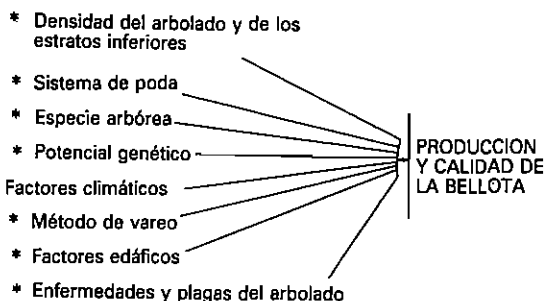 * Densidad del arbolado y de los
estratos inferiores
* Sistema de poda
* Especie arbórea
* Potencial genético
Factores climáticos
* Método de vareo
* Factores edáficos
* Enfermedades y plagas del arbolado
PRODUCCION
Y CALIDAD DE
LA BELLOTA